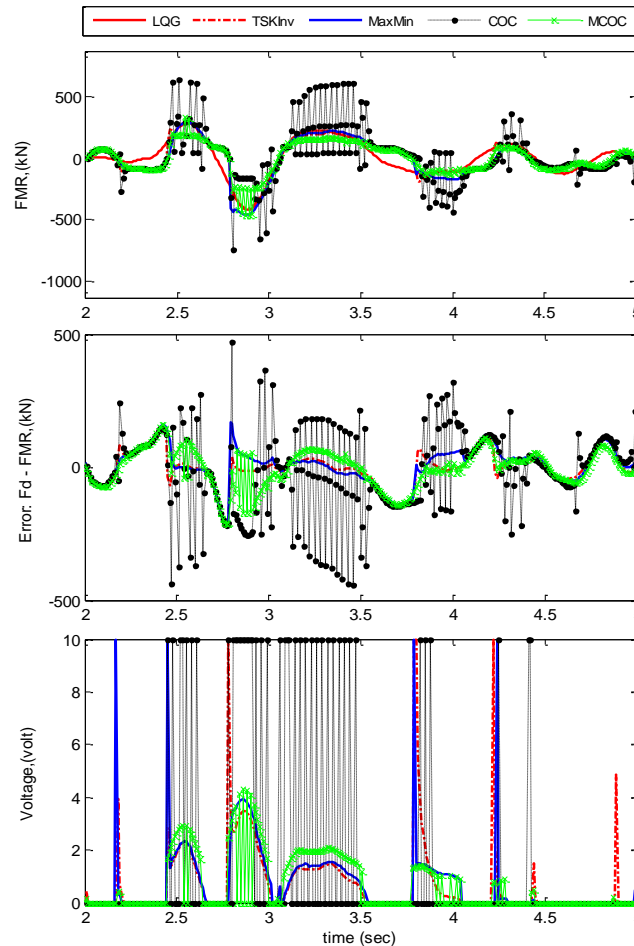 LQG TSKInv MaxMin COC MCOC
500
0
-500
-1000
FMR,(kN)
2 2.5 3 3.5 4 4.5 5
500
0
-500
Error: Fd - FMR,(kN)
2 2.5 3 3.5 4 4.5
10
8
6
4
2
0
Voltage,(volt)
2 2.5 3 3.5 4 4.5
time (sec)